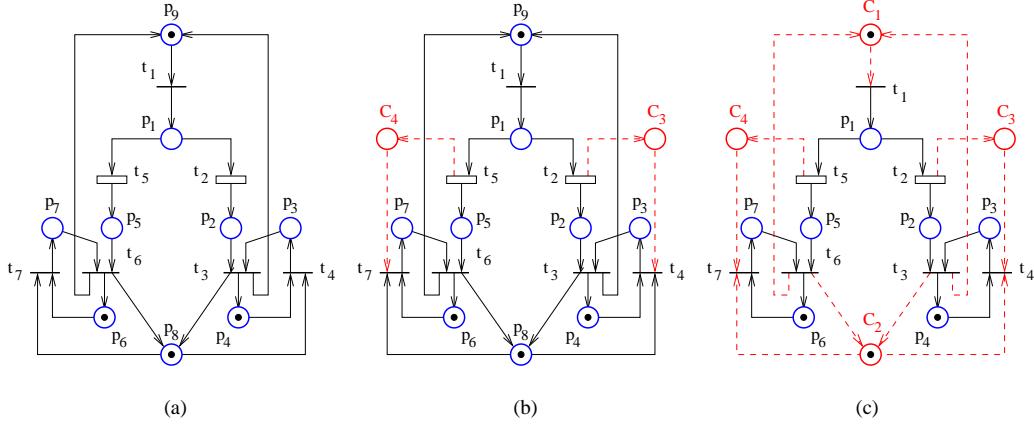 p9 p9 C1
t1 t1 t1
p1 C4 p1 C3 C4 p1 C3
t5 t2 t5 t2 t5 t2
p7 p5 p2 p3 p7 p5 p2 p3 p7 p5 p2 p3
t7 t6 t3 t4 t7 t6 t3 t4 t7 t6 t3 t4
p6 p8 p4 p6 p8 p4 p6 C2 p4
(a) (b) (c)